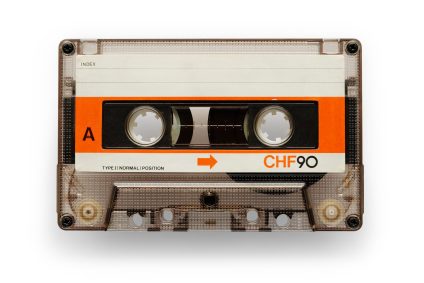 INDEX
A
TYPE I | NORMAL | POSITION
CHF90